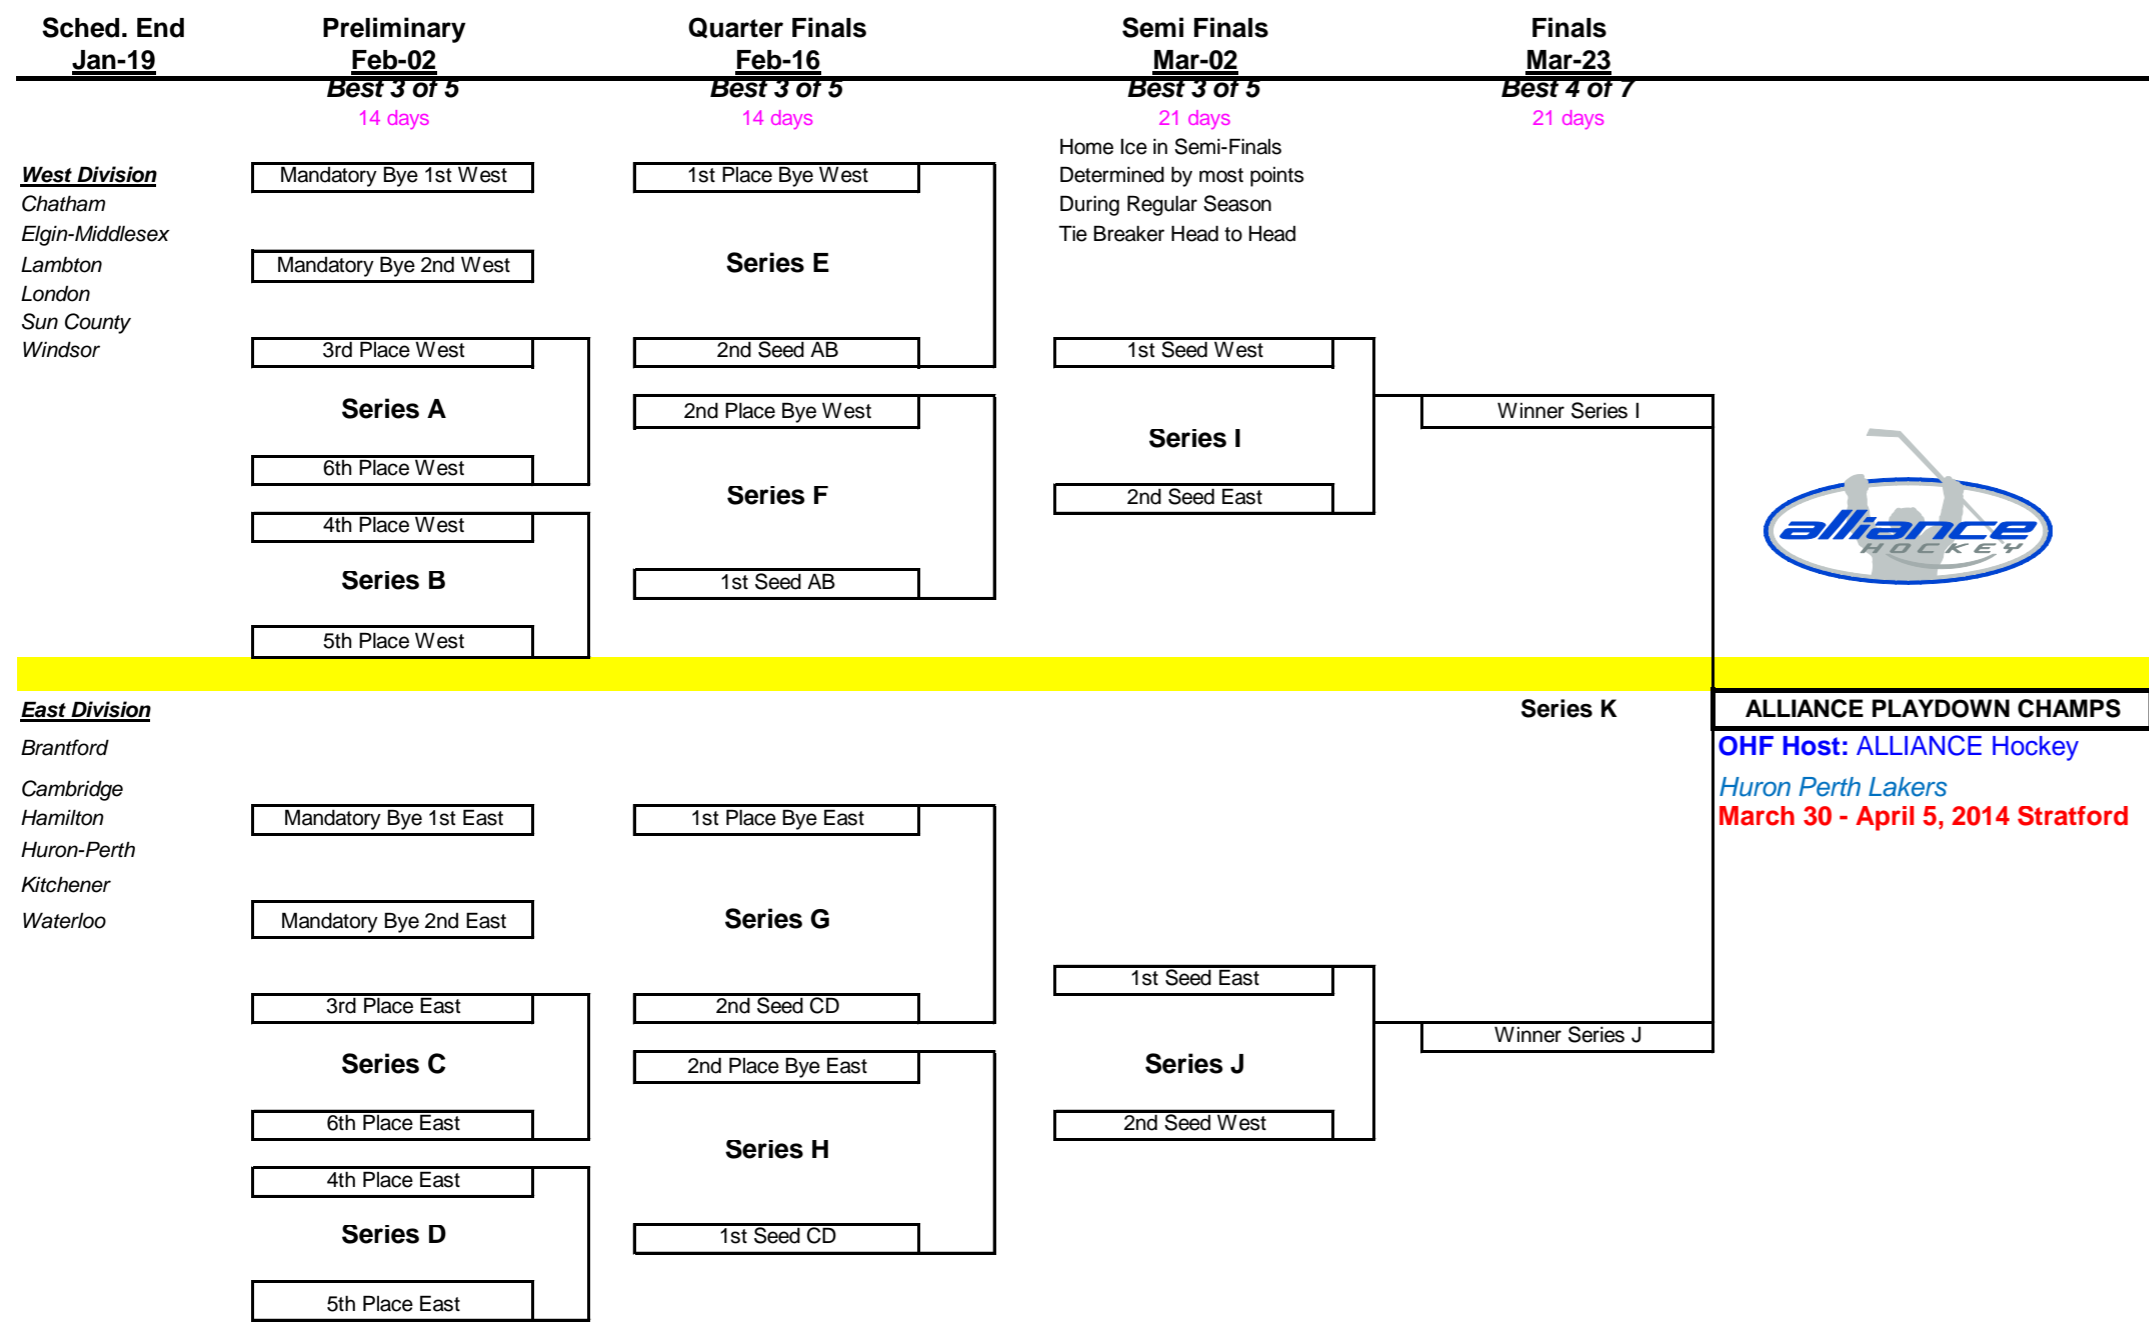 Sched. End Preliminary Quarter Finals Semi Finals Finals
Jan-19 Feb-02 Feb-16 Mar-02 Mar-23
Best 3 of 5 Best 3 of 5 Best 3 of 5 Best 4 of 7
14 days 14 days 21 days 21 days
Home Ice in Semi-Finals
West Division Mandatory Bye 1st West 1st Place Bye West Determined by most points
Chatham During Regular Season
Elgin-Middlesex Tie Breaker Head to Head
Lambton Mandatory Bye 2nd West Series E
London
Sun County
Windsor 3rd Place West 2nd Seed AB 1st Seed West
Series A 2nd Place Bye West Winner Series I
Series I
6th Place West
Series F 2nd Seed East
4th Place West
alliance
HOCKEY
Series B 1st Seed AB
5th Place West
East Division Series K ALLIANCE PLAYDOWN CHAMPS
Brantford OHF Host: ALLIANCE Hockey
Cambridge Huron Perth Lakers
Hamilton Mandatory Bye 1st East 1st Place Bye East March 30 - April 5, 2014 Stratford
Huron-Perth
Kitchener
Waterloo Mandatory Bye 2nd East Series G
1st Seed East
3rd Place East 2nd Seed CD
Winner Series J
Series C 2nd Place Bye East Series J
6th Place East 2nd Seed West
Series H
4th Place East
Series D 1st Seed CD
5th Place East